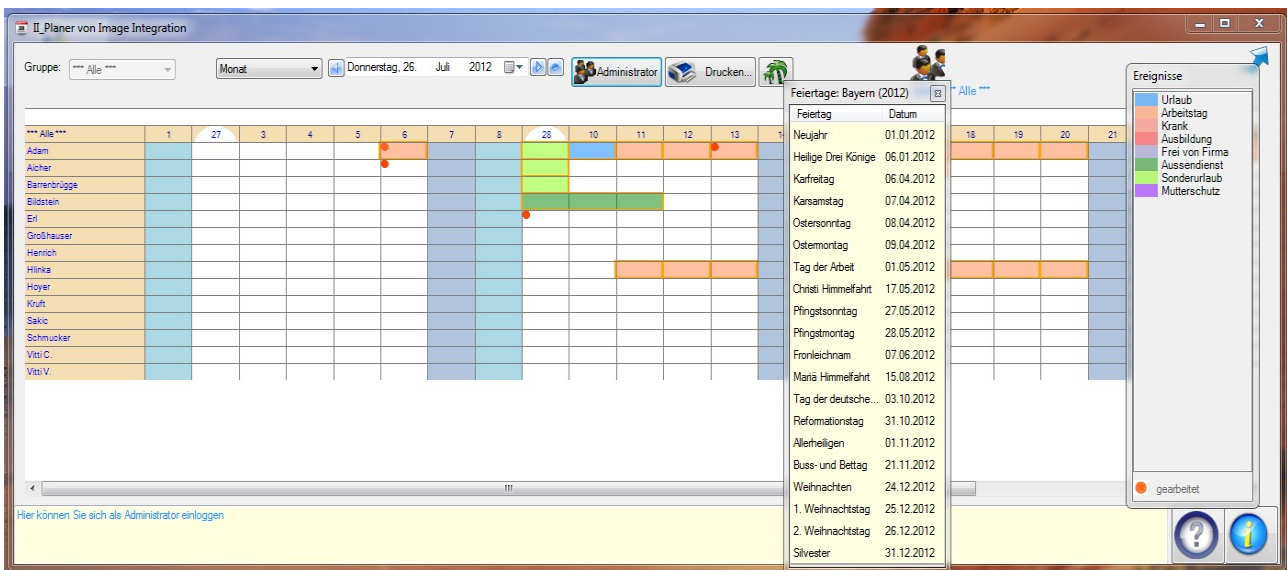 II_Planer von Image Integration
Gruppe: *** Alle *** Monat Donnerstag, 26. Juli 2012 Administrator Drucken...
*** Alle ***
*** Alle *** 1 27 3 4 5 6 7 8 28 10 11 12 13 18 19 20 21
Adam
Aicher
Barrenbrügge
Bildstein
Erl
Großhauser
Henrich
Hlinka
Hoyer
Kruft
Sakic
Schmucker
Vitti C.
Vitti V.
Feiertage: Bayern (2012)
Feiertag Datum
Neujahr 01.01.2012
Heilige Drei Könige 06.01.2012
Karfreitag 06.04.2012
Karsamstag 07.04.2012
Ostersonntag 08.04.2012
Ostermontag 09.04.2012
Tag der Arbeit 01.05.2012
Christi Himmelfahrt 17.05.2012
Pfingstsonntag 27.05.2012
Pfingstmontag 28.05.2012
Fronleichnam 07.06.2012
Mariä Himmelfahrt 15.08.2012
Tag der deutsche... 03.10.2012
Reformationstag 31.10.2012
Allerheiligen 01.11.2012
Buss- und Bettag 21.11.2012
Weihnachten 24.12.2012
1. Weihnachtstag 25.12.2012
2. Weihnachtstag 26.12.2012
Silvester 31.12.2012
Ereignisse
Urlaub
Arbeitstag
Krank
Ausbildung
Frei von Firma
Aussendienst
Sonderurlaub
Mutterschutz
gearbeitet
Hier können Sie sich als Administrator einloggen